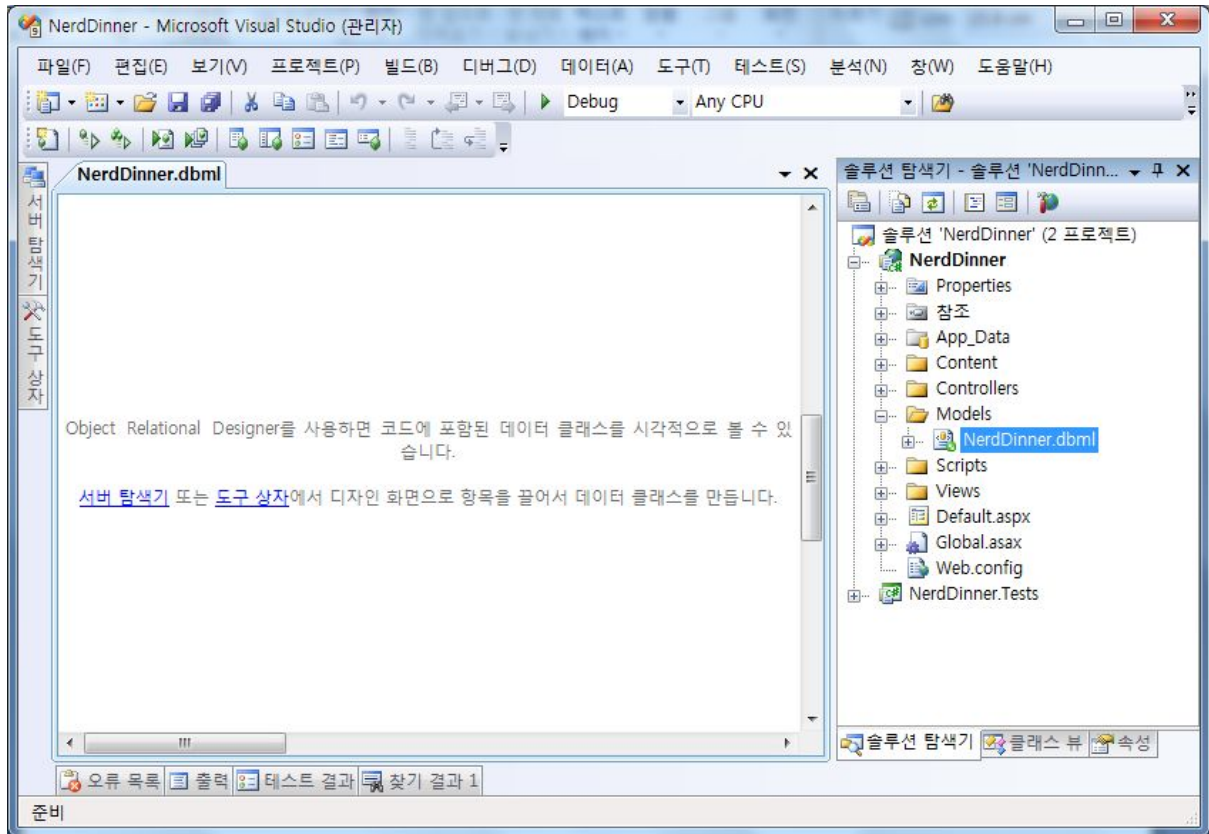 NerdDinner - Microsoft Visual Studio (관리자)
파일(F) 편집(E) 보기(V) 프로젝트(P) 빌드(B) 디버그(D) 데이터(A) 도구(T) 테스트(S) 분석(N) 창(W) 도움말(H)
Debug Any CPU
서버 탐색기
도구 상자
NerdDinner.dbml
Object Relational Designer를 사용하면 코드에 포함된 데이터 클래스를 시각적으로 볼 수 있
습니다.
서버 탐색기 또는 도구 상자에서 디자인 화면으로 항목을 끌어서 데이터 클래스를 만듭니다.
솔루션 탐색기 - 솔루션 'NerdDinn...
솔루션 'NerdDinner' (2 프로젝트)
NerdDinner
Properties
참조
App_Data
Content
Controllers
Models
NerdDinner.dbml
Scripts
Views
Default.aspx
Global.asax
Web.config
NerdDinner.Tests
솔루션 탐색기 클래스 뷰 속성
오류 목록 출력 테스트 결과 찾기 결과 1
준비